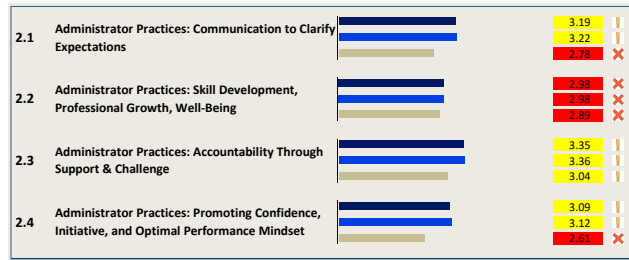 2.1 Administrator Practices: Communication to Clarify
Expectations
3.19
3.22
2.78
2.2 Administrator Practices: Skill Development,
Professional Growth, Well-Being
2.98
2.98
2.89
2.3 Administrator Practices: Accountability Through
Support & Challenge
3.35
3.36
3.04
2.4 Administrator Practices: Promoting Confidence,
Initiative, and Optimal Performance Mindset
3.09
3.12
2.61